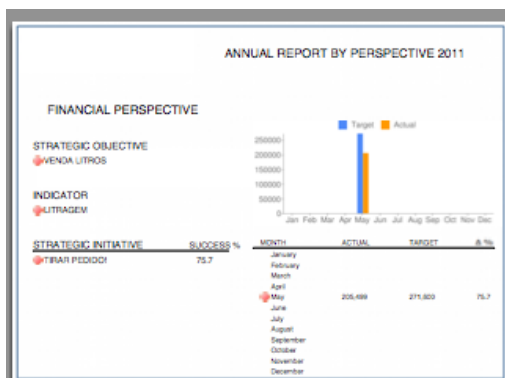 ANNUAL REPORT BY PERSPECTIVE 2011
FINANCIAL PERSPECTIVE
Target Actual
STRATEGIC OBJECTIVE
VENDA LITROS
INDICATOR
LITRAGEM
250000
200000
150000
100000
50000
0
Jan Feb Mar Apr May Jun Jul Aug Sep Oct Nov Dec
STRATEGIC INITIATIVE SUCCESS %
TIRAR PEDIDO! 75.7
MONTH ACTUAL TARGET Δ %
January
February
March
April
May 205,499 271,500 75.7
June
July
August
September
October
November
December